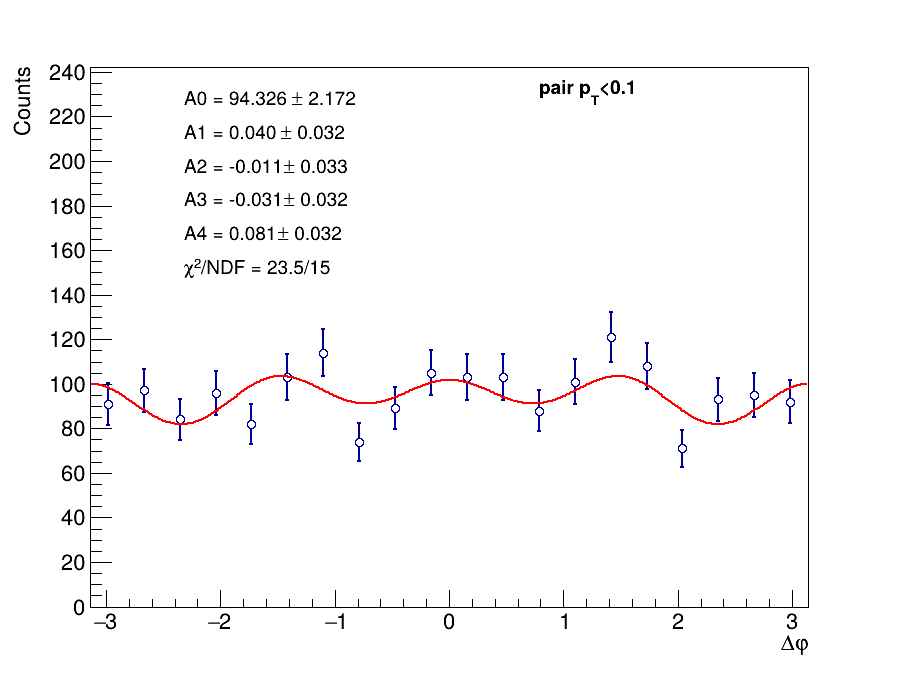 Counts
240
220
200
180
160
140
120
100
80
60
40
20
0
A0 = 94.326 ± 2.172
A1 = 0.040 ± 0.032
A2 = -0.011± 0.033
A3 = -0.031± 0.032
A4 = 0.081± 0.032
χ²/NDF = 23.5/15
pair p_T<0.1
−3 −2 −1 0 1 2 3
Δφ